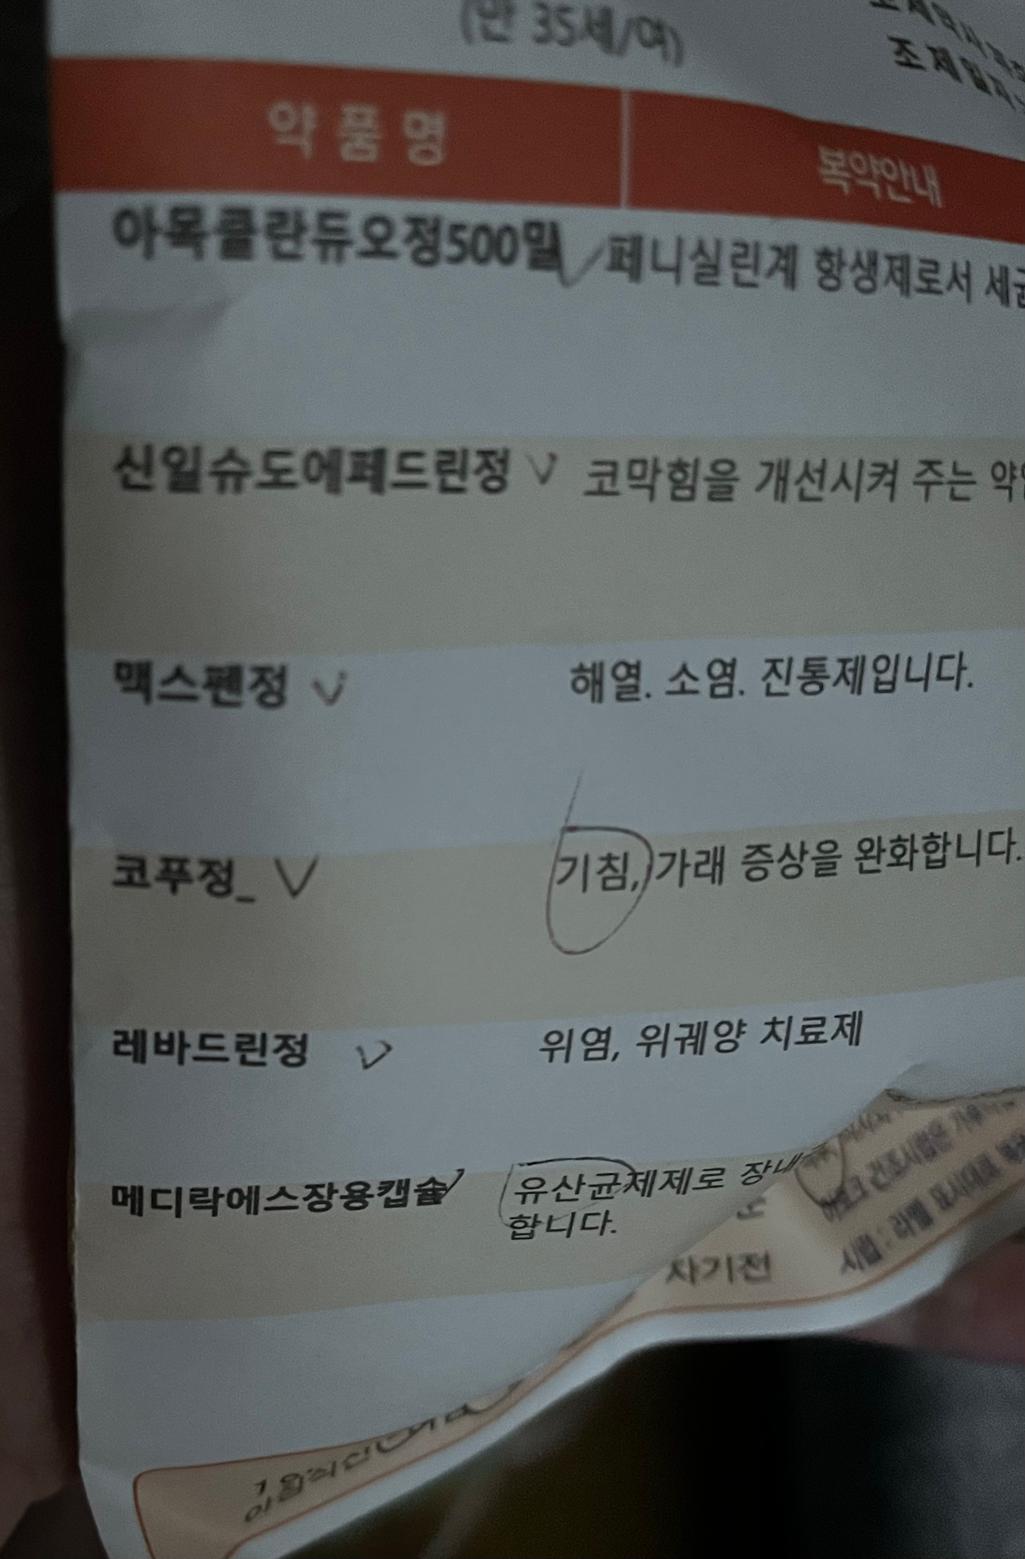 (만 35세/여)
약 품 명 복약안내
아목클란듀오정500밀 페니실린계 항생제로서 세균
신일슈도에페드린정 코막힘을 개선시켜 주는 약
맥스펜정 해열. 소염. 진통제입니다.
코푸정_ 기침, 가래 증상을 완화합니다.
레바드린정 위염, 위궤양 치료제
메디락에스장용캡슐 유산균제제로 장내
합니다.
자기전